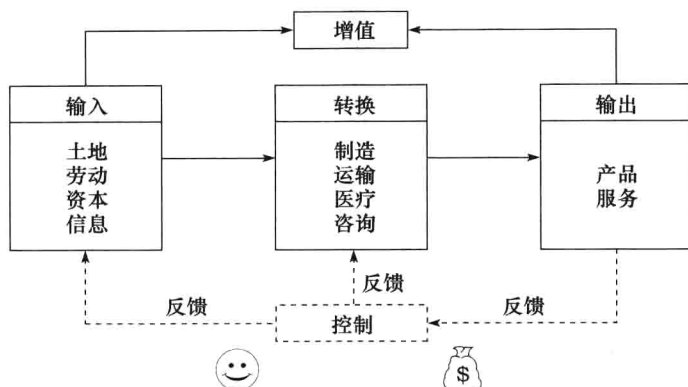 增值
输入
土地
劳动
资本
信息
转换
制造
运输
医疗
咨询
输出
产品
服务
反馈
反馈
反馈
控制
$